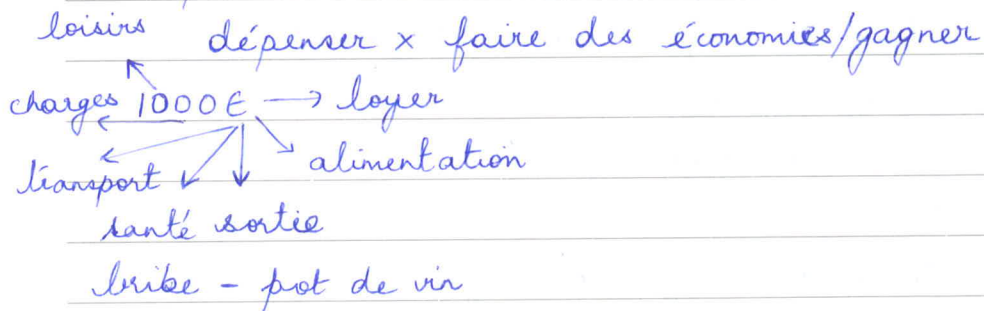 loisirs dépenser x faire des économies/gagner
charges 1000€ → loyer
transport alimentation
santé sortie
bribe - pot de vin